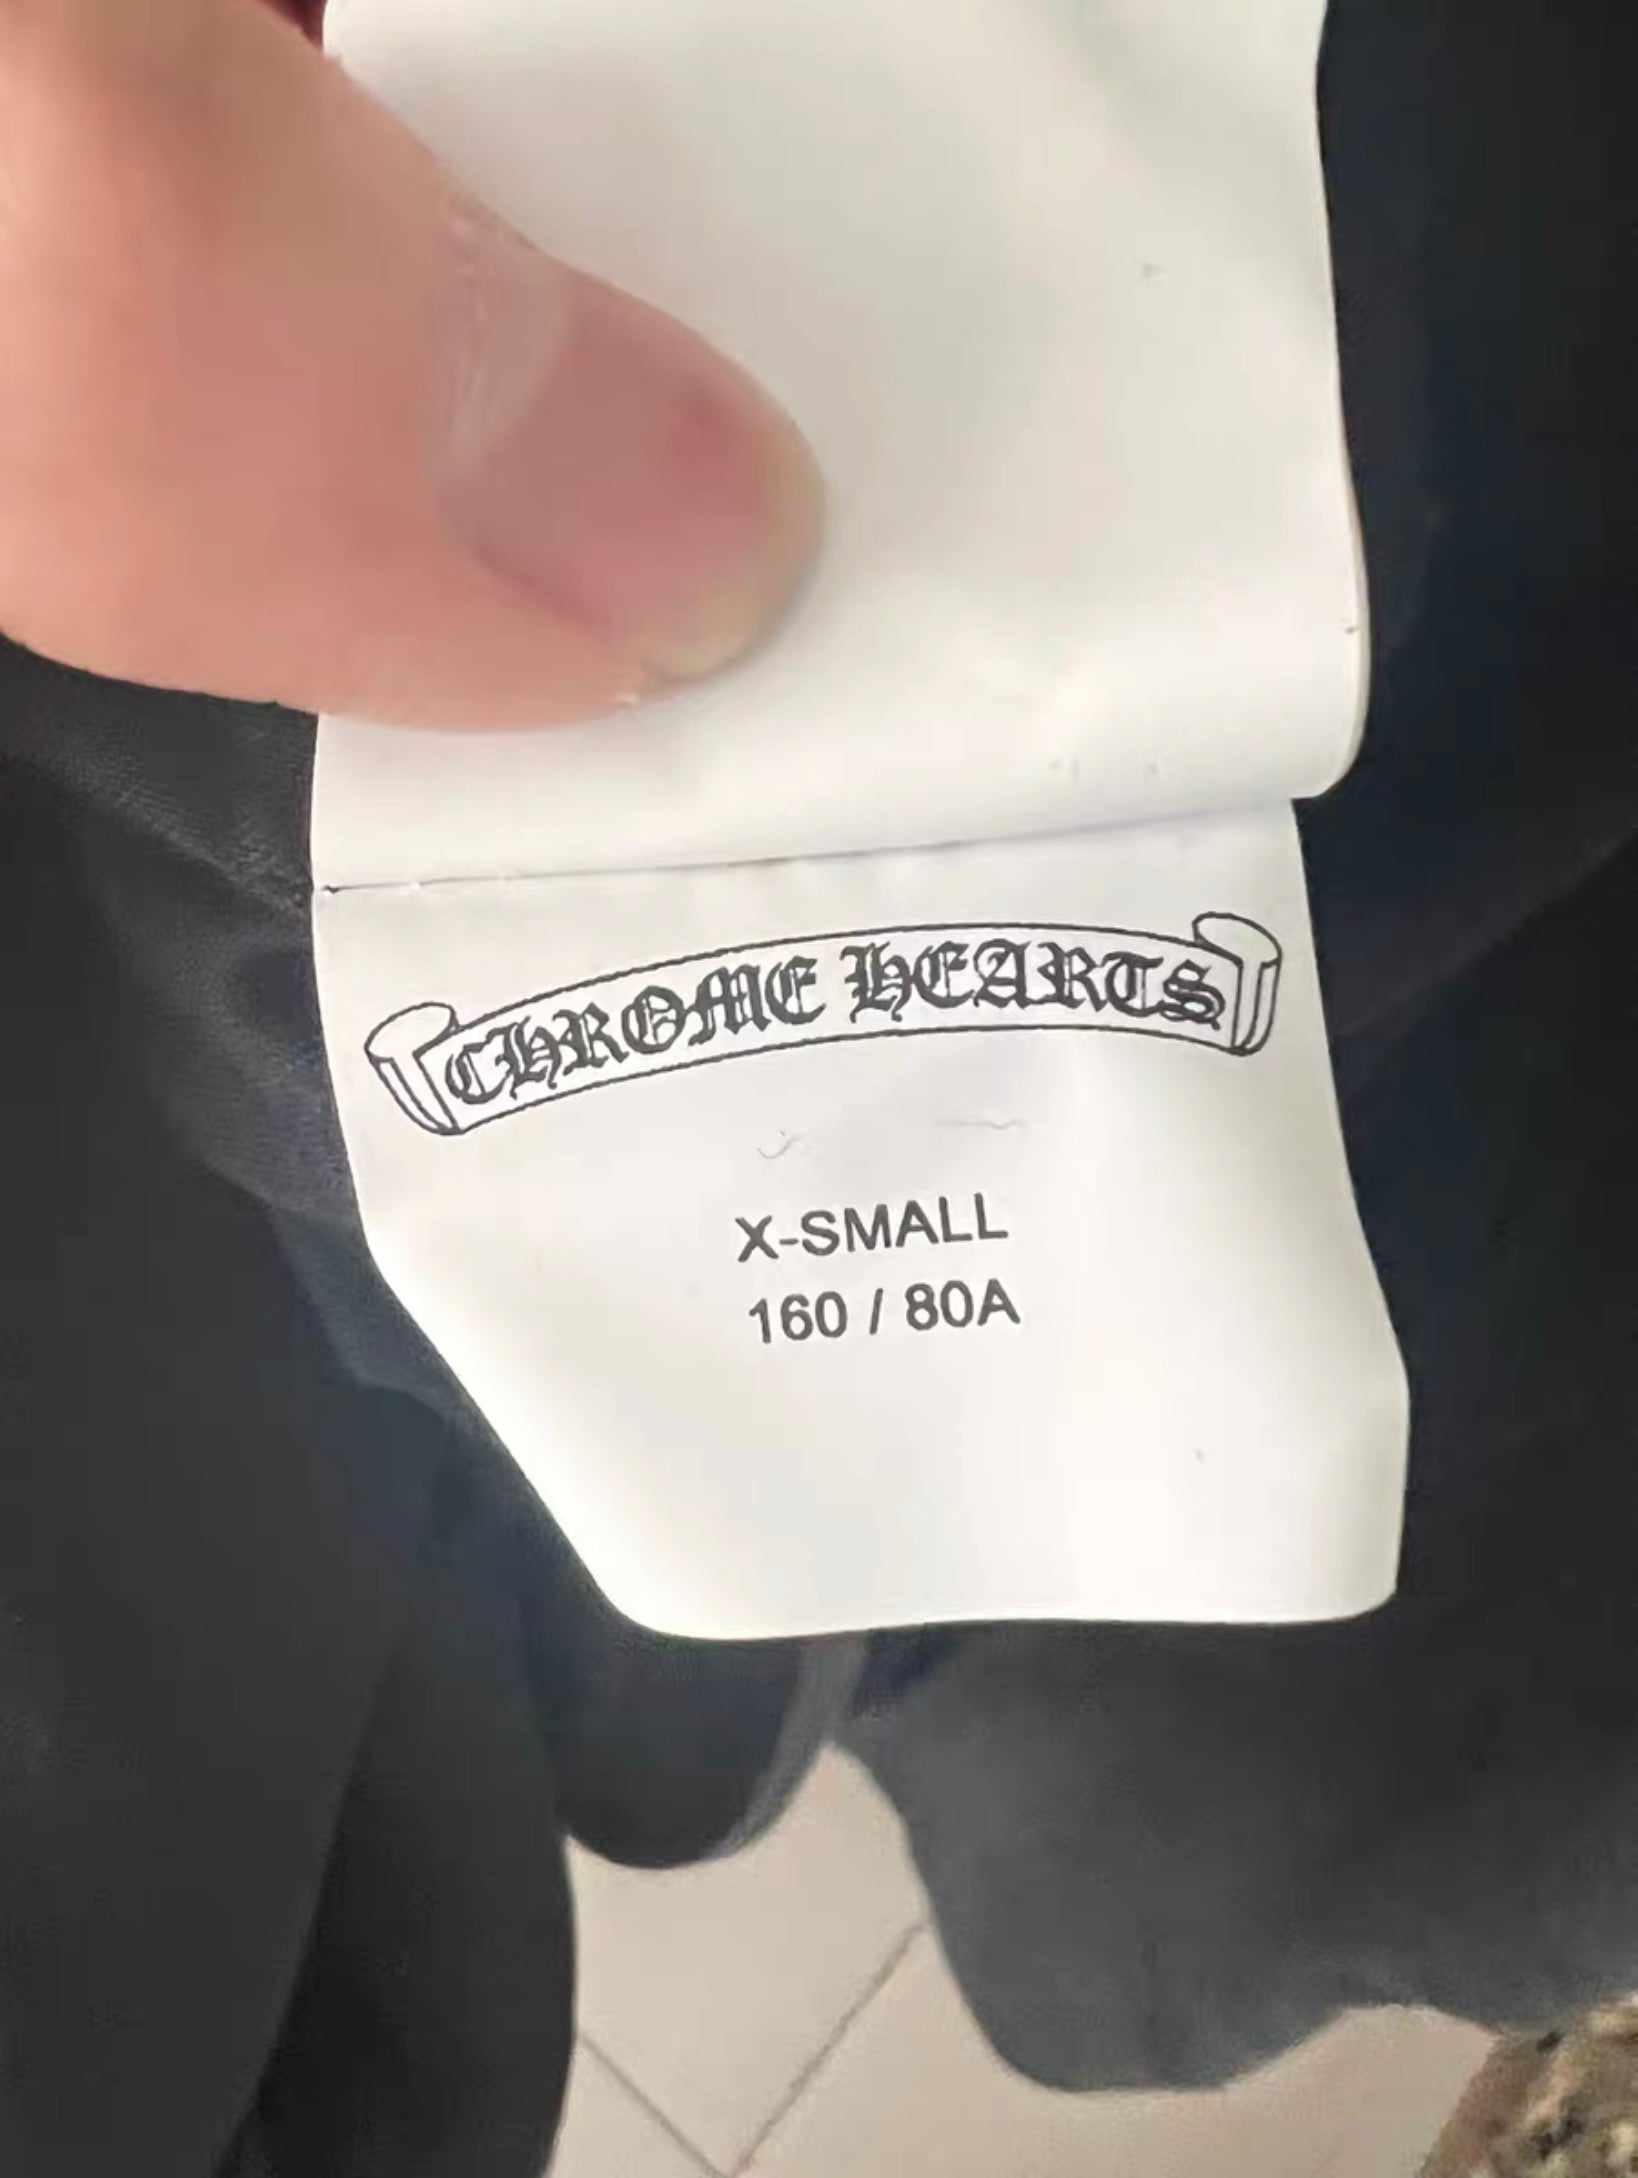 CHROME HEARTS
X-SMALL
160 / 80A